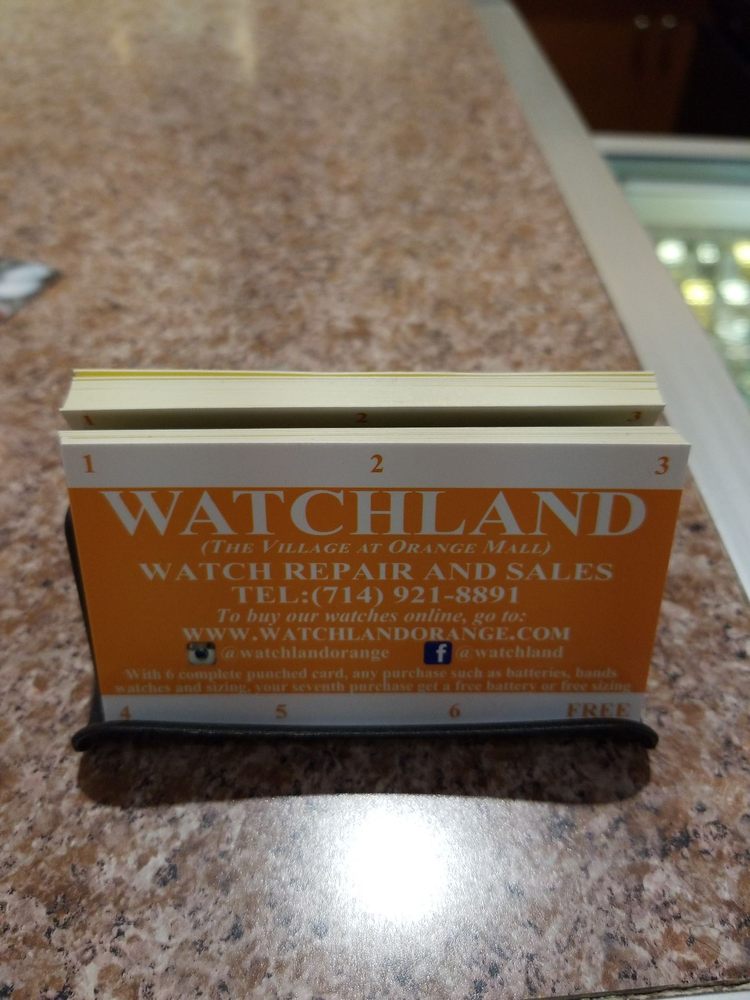 1 2 3
1 2 3
WATCHLAND
(THE VILLAGE AT ORANGE MALL)
WATCH REPAIR AND SALES
TEL:(714) 921-8891
To buy our watches online, go to:
WWW.WATCHLANDORANGE.COM
@watchlandorange f @watchland
With 6 complete punched card, any purchase such as batteries, bands
watches and sizing, your seventh purchase get a free battery or free sizing
4 5 6 FREE